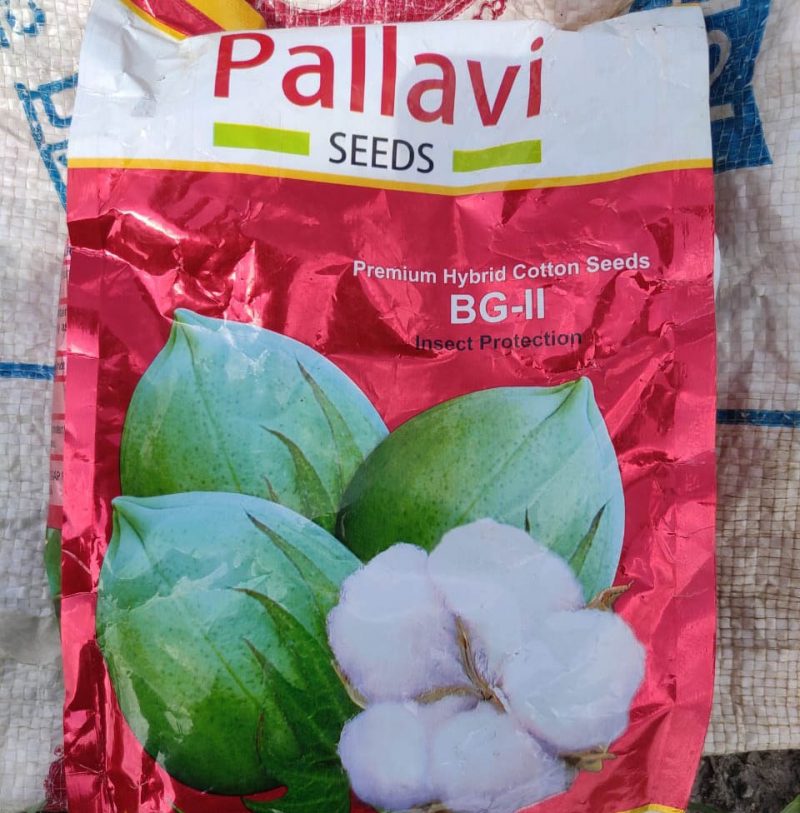 Pallavi
SEEDS
Premium Hybrid Cotton Seeds
BG-II
Insect Protection